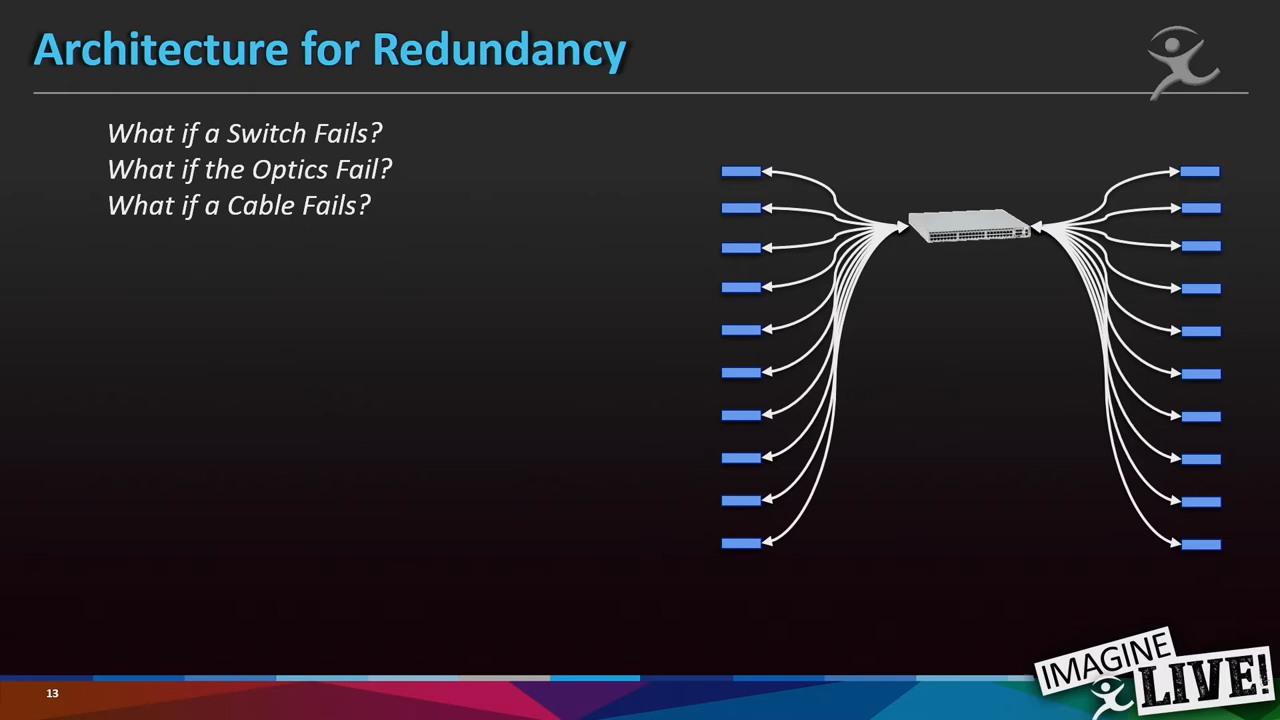 Architecture for Redundancy
What if a Switch Fails?
What if the Optics Fail?
What if a Cable Fails?
13
IMAGINE
LIVE!